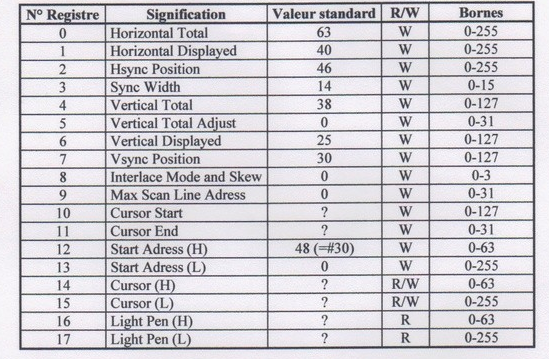 N° Registre Signification Valeur standard R/W Bornes
0 Horizontal Total 63 W 0-255
1 Horizontal Displayed 40 W 0-255
2 Hsync Position 46 W 0-255
3 Sync Width 14 W 0-15
4 Vertical Total 38 W 0-127
5 Vertical Total Adjust 0 W 0-31
6 Vertical Displayed 25 W 0-127
7 Vsync Position 30 W 0-127
8 Interlace Mode and Skew 0 W 0-3
9 Max Scan Line Adress 0 W 0-31
10 Cursor Start ? W 0-127
11 Cursor End ? W 0-31
12 Start Adress (H) 48 (=#30) W 0-63
13 Start Adress (L) 0 W 0-255
14 Cursor (H) ? R/W 0-63
15 Cursor (L) ? R/W 0-255
16 Light Pen (H) ? R 0-63
17 Light Pen (L) ? R 0-255